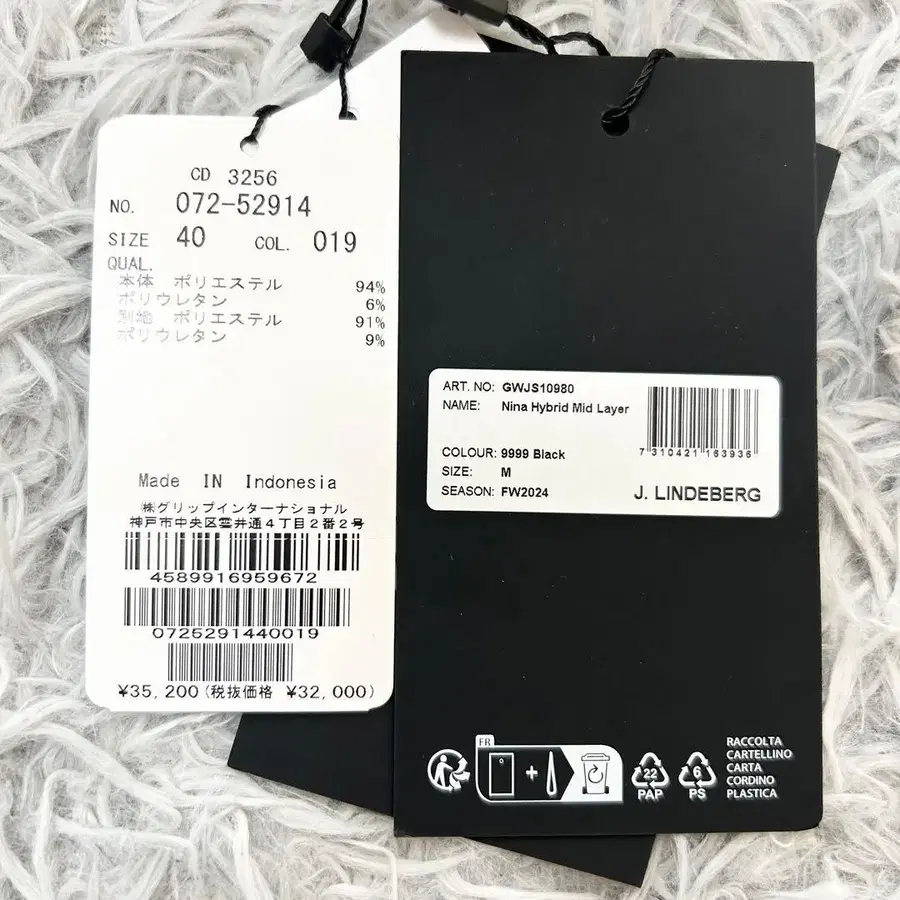 CD 3256
NO. 072-52914
SIZE 40 COL. 019
QUAL.
本体 ポリエステル 94%
ポリウレタン 6%
別地 ポリエステル 91%
ポリウレタン 9%
Made IN Indonesia
㈱グリップインターナショナル
神戸市中央区雲井通4丁目2番2号
4589916959672
0725291440019
¥35,200(税抜価格 ¥32,000)
ART. NO: GWJS10980
NAME: Nina Hybrid Mid Layer
7 310421 163936
COLOUR: 9999 Black
SIZE: M
SEASON: FW2024
J. LINDEBERG
FR
22
PAP
6
PS
RACCOLTA
CARTELLINO
CARTA
CORDINO
PLASTICA